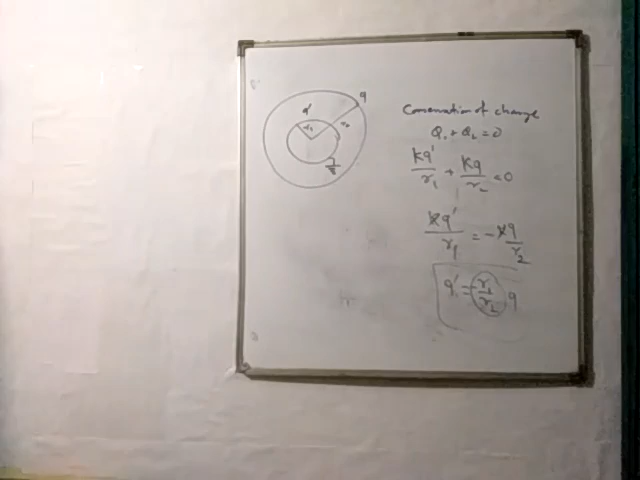 q
q'
r₁
r₂
Conservation of charge
Q₁ + Q₂ = 0
Kq'/r₁ + Kq/r₂ = 0
Kq'/r₁ = -Kq/r₂
q' = -r₁/r₂ q